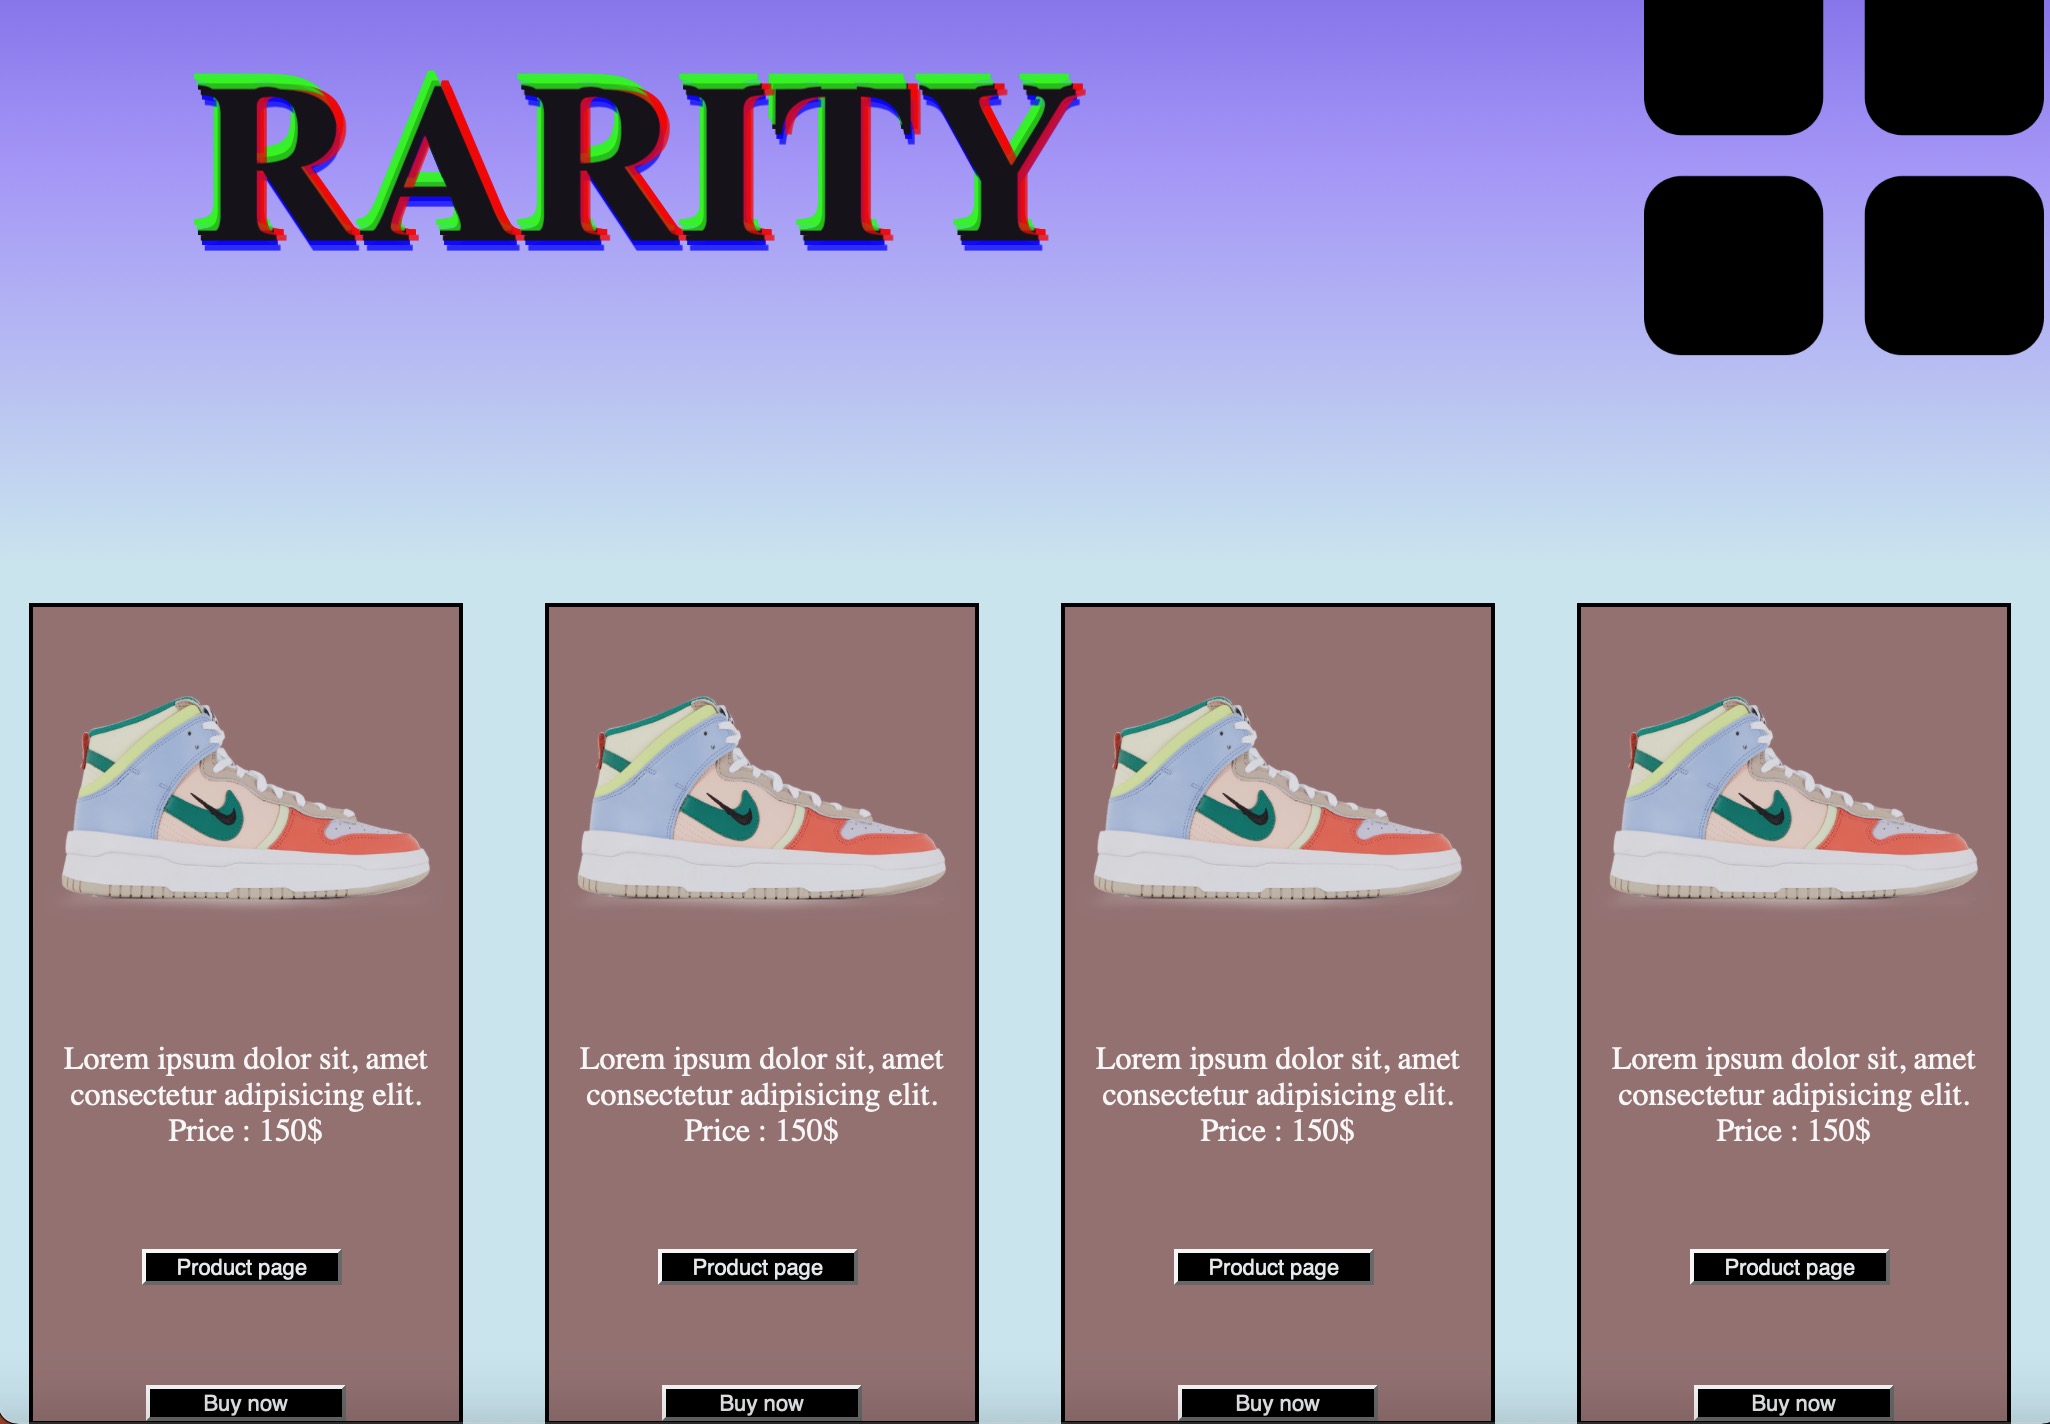 RARITY
Lorem ipsum dolor sit, amet
consectetur adipisicing elit.
Price : 150$
Product page
Buy now
Lorem ipsum dolor sit, amet
consectetur adipisicing elit.
Price : 150$
Product page
Buy now
Lorem ipsum dolor sit, amet
consectetur adipisicing elit.
Price : 150$
Product page
Buy now
Lorem ipsum dolor sit, amet
consectetur adipisicing elit.
Price : 150$
Product page
Buy now